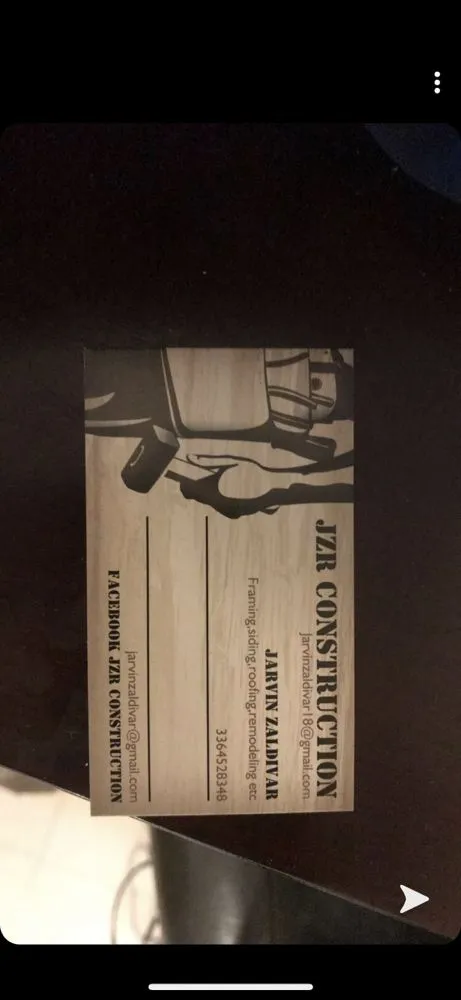 JZR CONSTRUCTION
jarvinzaldivar18@gmail.com
JARVIN ZALDIVAR
Framing,siding,roofing,remodeling etc
3364528348
jarvinzaldivar@gmail.com
FACEBOOK JZR CONSTRUCTION